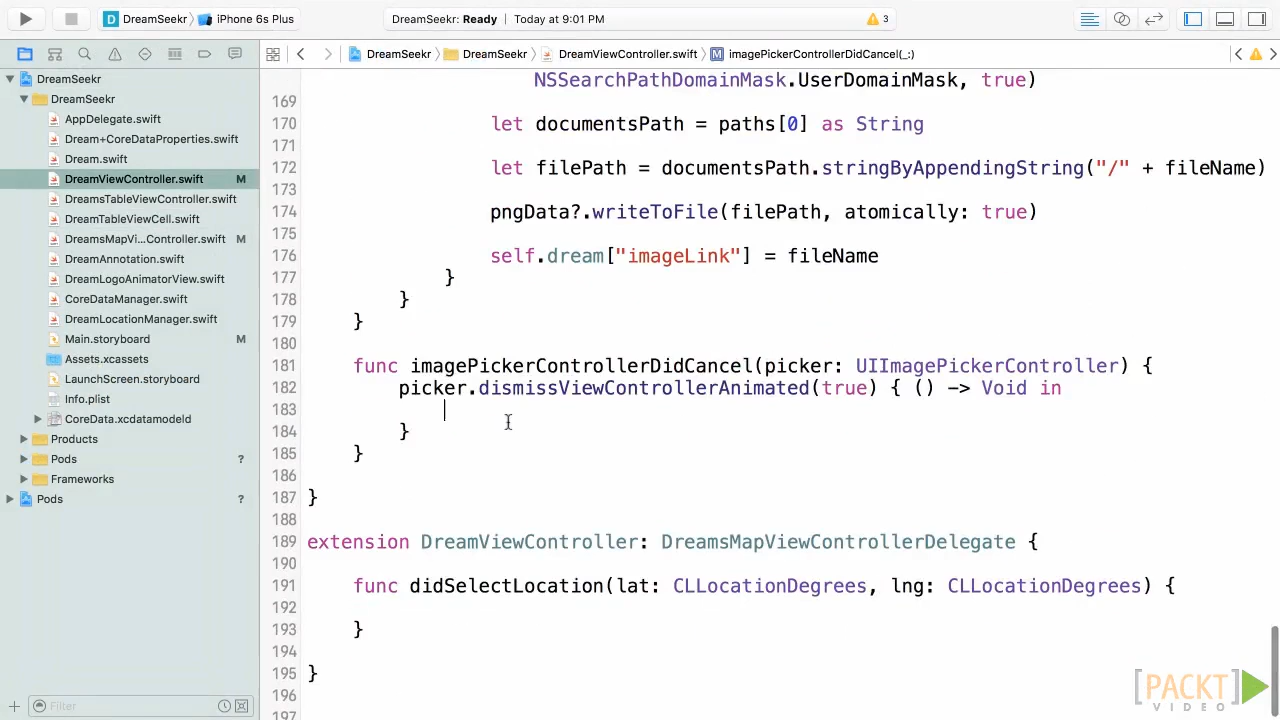 DreamSeekr
iPhone 6s Plus
DreamSeekr: Ready
Today at 9:01 PM
3
DreamSeekr
DreamSeekr
DreamViewController.swift
imagePickerControllerDidCancel(_:)
DreamSeekr
DreamSeekr
AppDelegate.swift
Dream+CoreDataProperties.swift
Dream.swift
DreamViewController.swift M
DreamsTableViewController.swift
DreamTableViewCell.swift
DreamsMapVi...Controller.swift M
DreamAnnotation.swift
DreamLogoAnimatorView.swift
CoreDataManager.swift
DreamLocationManager.swift
Main.storyboard M
Assets.xcassets
LaunchScreen.storyboard
Info.plist
CoreData.xcdatamodeld
Products
Pods ?
Frameworks
Pods ?
Filter
NSSearchPathDomainMask.UserDomainMask, true)
169
170 let documentsPath = paths[0] as String
171
172 let filePath = documentsPath.stringByAppendingString("/" + fileName)
173
174 pngData?.writeToFile(filePath, atomically: true)
175
176 self.dream["imageLink"] = fileName
177 }
178 }
179 }
180
181 func imagePickerControllerDidCancel(picker: UIImagePickerController) {
182 picker.dismissViewControllerAnimated(true) { () -> Void in
183
184 }
185 }
186
187 }
188
189 extension DreamViewController: DreamsMapViewControllerDelegate {
190
191 func didSelectLocation(lat: CLLocationDegrees, lng: CLLocationDegrees) {
192
193 }
194
195 }
196
197
[PACKT]
VIDEO